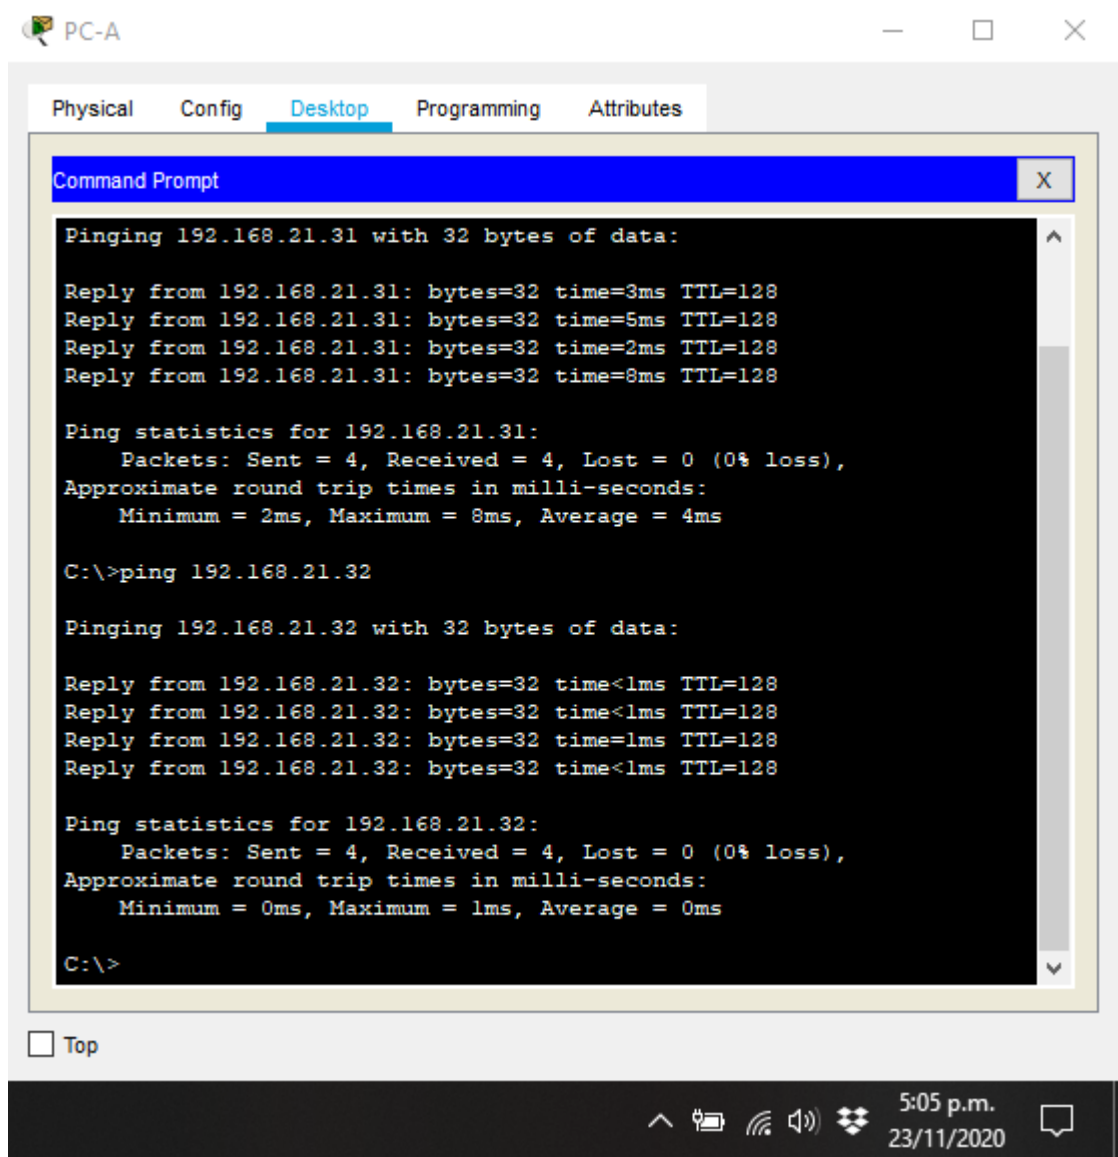 PC-A
Physical Config Desktop Programming Attributes
Command Prompt X
Pinging 192.168.21.31 with 32 bytes of data:
Reply from 192.168.21.31: bytes=32 time=3ms TTL=128
Reply from 192.168.21.31: bytes=32 time=5ms TTL=128
Reply from 192.168.21.31: bytes=32 time=2ms TTL=128
Reply from 192.168.21.31: bytes=32 time=8ms TTL=128
Ping statistics for 192.168.21.31:
Packets: Sent = 4, Received = 4, Lost = 0 (0% loss),
Approximate round trip times in milli-seconds:
Minimum = 2ms, Maximum = 8ms, Average = 4ms
C:\>ping 192.168.21.32
Pinging 192.168.21.32 with 32 bytes of data:
Reply from 192.168.21.32: bytes=32 time<1ms TTL=128
Reply from 192.168.21.32: bytes=32 time<1ms TTL=128
Reply from 192.168.21.32: bytes=32 time=1ms TTL=128
Reply from 192.168.21.32: bytes=32 time<1ms TTL=128
Ping statistics for 192.168.21.32:
Packets: Sent = 4, Received = 4, Lost = 0 (0% loss),
Approximate round trip times in milli-seconds:
Minimum = 0ms, Maximum = 1ms, Average = 0ms
C:\>
Top
5:05 p.m.
23/11/2020